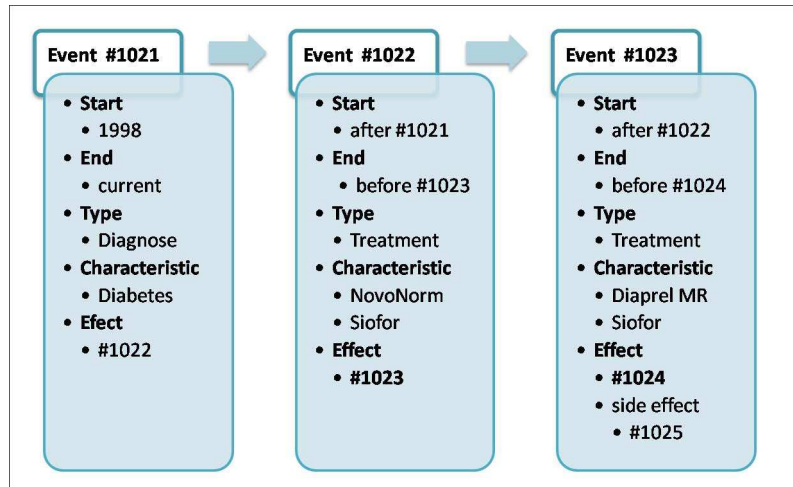 Event #1021
• Start
• 1998
• End
• current
• Type
• Diagnose
• Characteristic
• Diabetes
• Efect
• #1022
Event #1022
• Start
• after #1021
• End
• before #1023
• Type
• Treatment
• Characteristic
• NovoNorm
• Siofor
• Effect
• #1023
Event #1023
• Start
• after #1022
• End
• before #1024
• Type
• Treatment
• Characteristic
• Diaprel MR
• Siofor
• Effect
• #1024
• side effect
• #1025